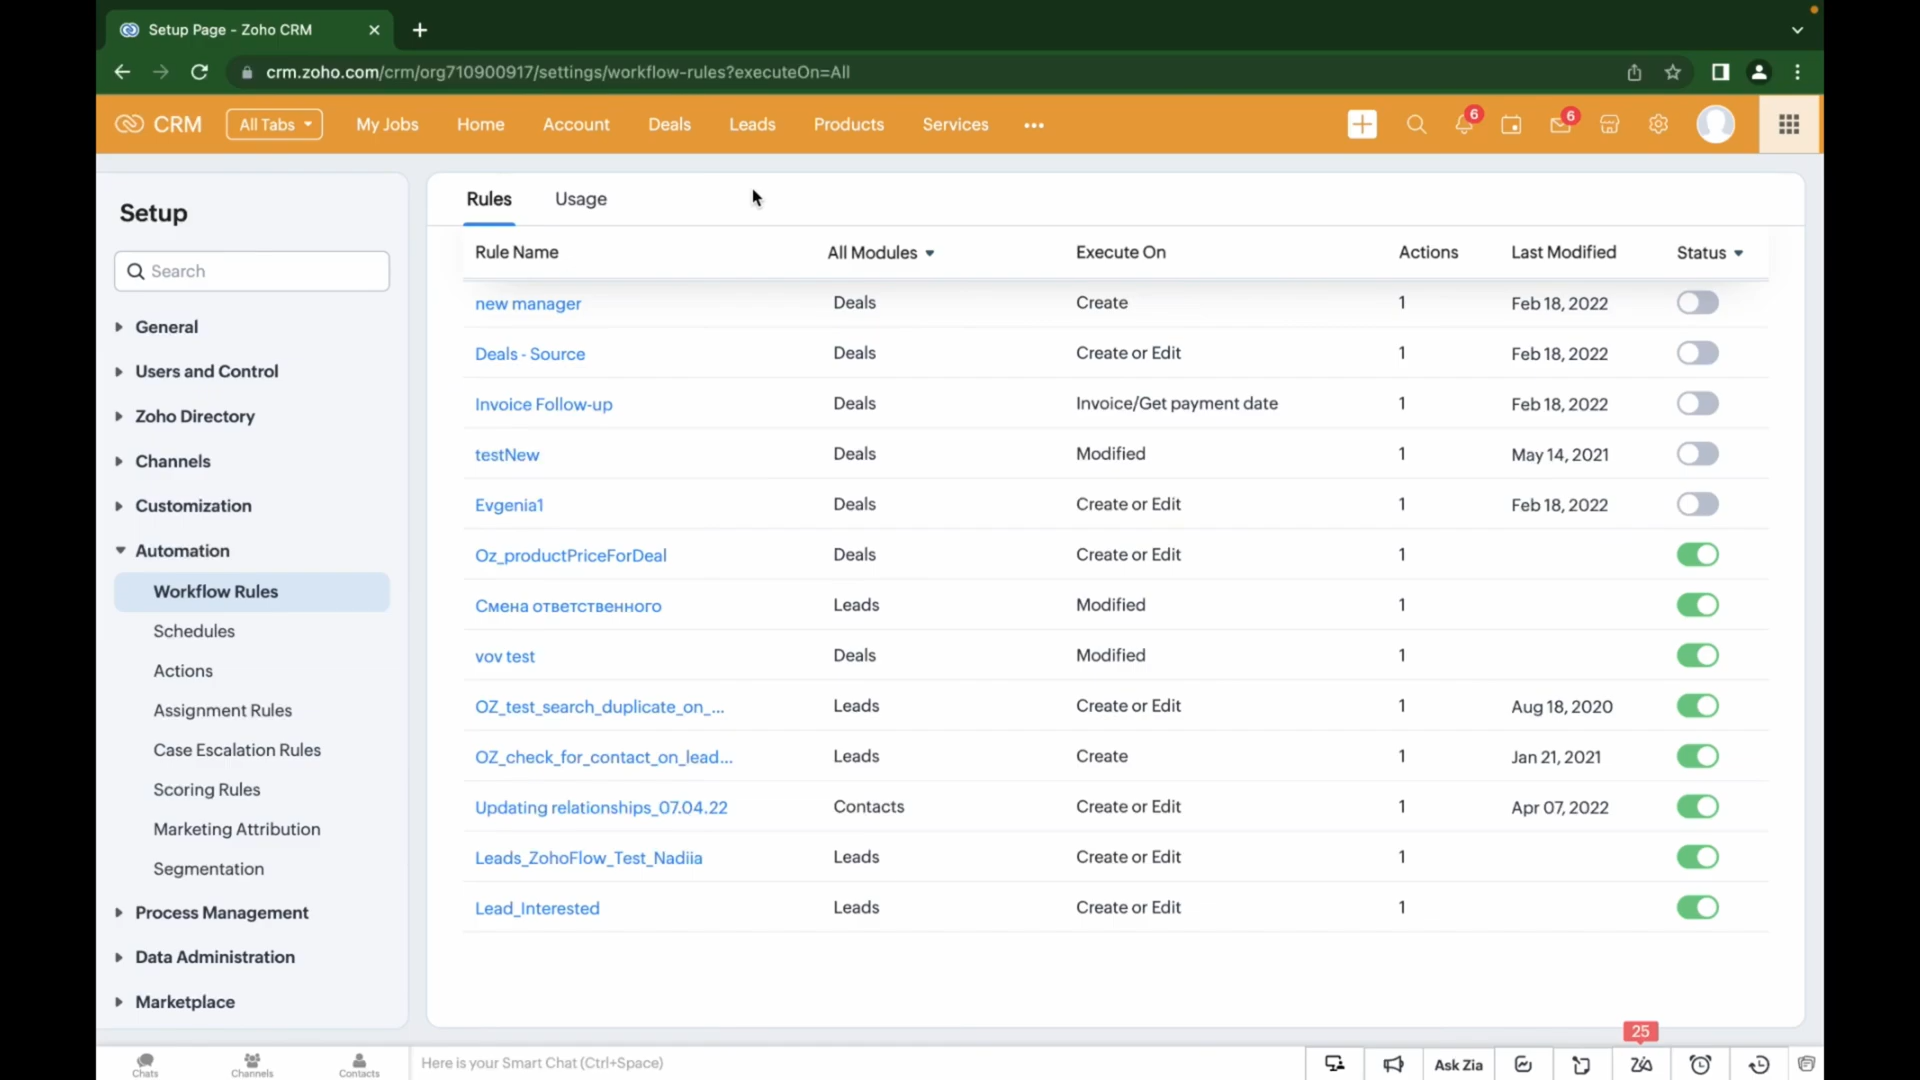 Setup Page - Zoho CRM
crm.zoho.com/crm/org710900917/settings/workflow-rules?executeOn=All
CRM All Tabs My Jobs Home Account Deals Leads Products Services ••• 6 6
Setup
Search
General
Users and Control
Zoho Directory
Channels
Customization
Automation
Workflow Rules
Schedules
Actions
Assignment Rules
Case Escalation Rules
Scoring Rules
Marketing Attribution
Segmentation
Process Management
Data Administration
Marketplace
Rules Usage
Rule Name All Modules Execute On Actions Last Modified Status
new manager Deals Create 1 Feb 18, 2022
Deals - Source Deals Create or Edit 1 Feb 18, 2022
Invoice Follow-up Deals Invoice/Get payment date 1 Feb 18, 2022
testNew Deals Modified 1 May 14, 2021
Evgenia1 Deals Create or Edit 1 Feb 18, 2022
Oz_productPriceForDeal Deals Create or Edit 1
Смена ответственного Leads Modified 1
vov test Deals Modified 1
OZ_test_search_duplicate_on_... Leads Create or Edit 1 Aug 18, 2020
OZ_check_for_contact_on_lead... Leads Create 1 Jan 21, 2021
Updating relationships_07.04.22 Contacts Create or Edit 1 Apr 07, 2022
Leads_ZohoFlow_Test_Nadiia Leads Create or Edit 1
Lead_Interested Leads Create or Edit 1
25
Chats Channels Contacts Here is your Smart Chat (Ctrl+Space) Ask Zia